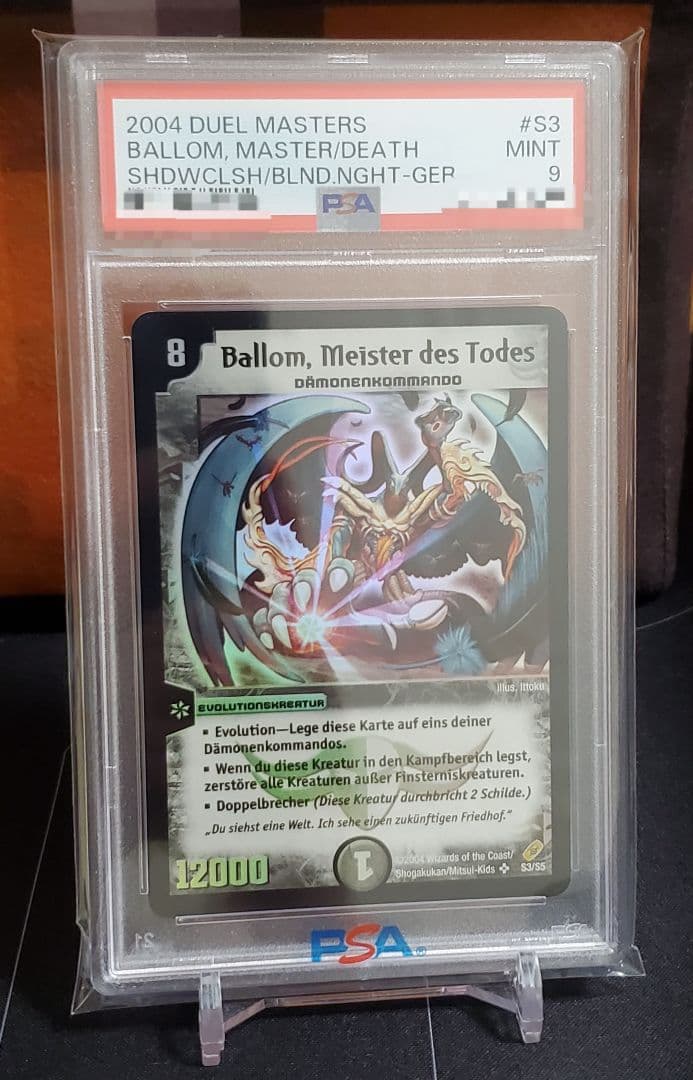 2004 DUEL MASTERS #S3
BALLOM, MASTER/DEATH MINT
SHDWCLSH/BLND.NGHT-GER 9
PSA
8 Ballom, Meister des Todes
DÄMONENKOMMANDO
Illus. Ittoku
EVOLUTIONSKREATUR
▪ Evolution—Lege diese Karte auf eins deiner
Dämonenkommandos.
▪ Wenn du diese Kreatur in den Kampfbereich legst,
zerstöre alle Kreaturen außer Finsterniskreaturen.
▪ Doppelbrecher (Diese Kreatur durchbricht 2 Schilde.)
„Du siehst eine Welt. Ich sehe einen zukünftigen Friedhof.“
12000
1
©2004 Wizards of the Coast/
Shogakukan/Mitsui-Kids S3/S5
PSA®